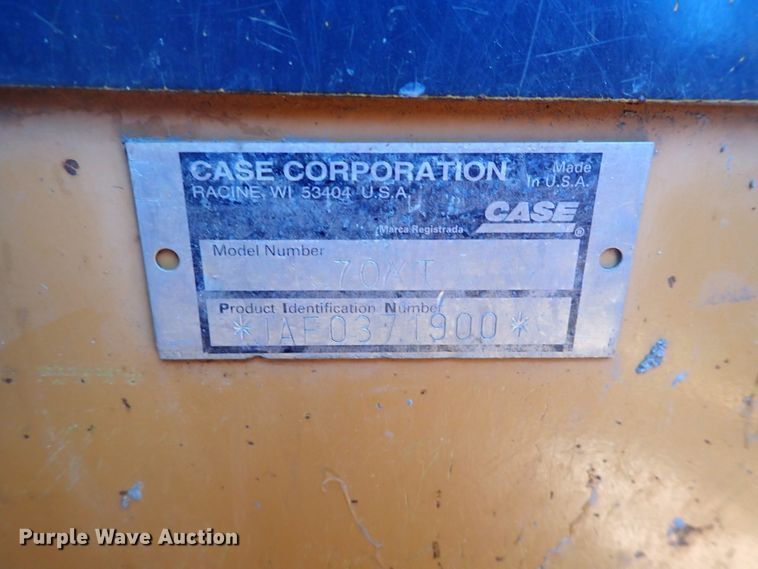 CASE CORPORATION
RACINE, WI 53404 U.S.A.
Made
In U.S.A.
CASE
Marca Registrada
®
Model Number
70XT
Product Identification Number
*JAF0371900*
Purple Wave Auction